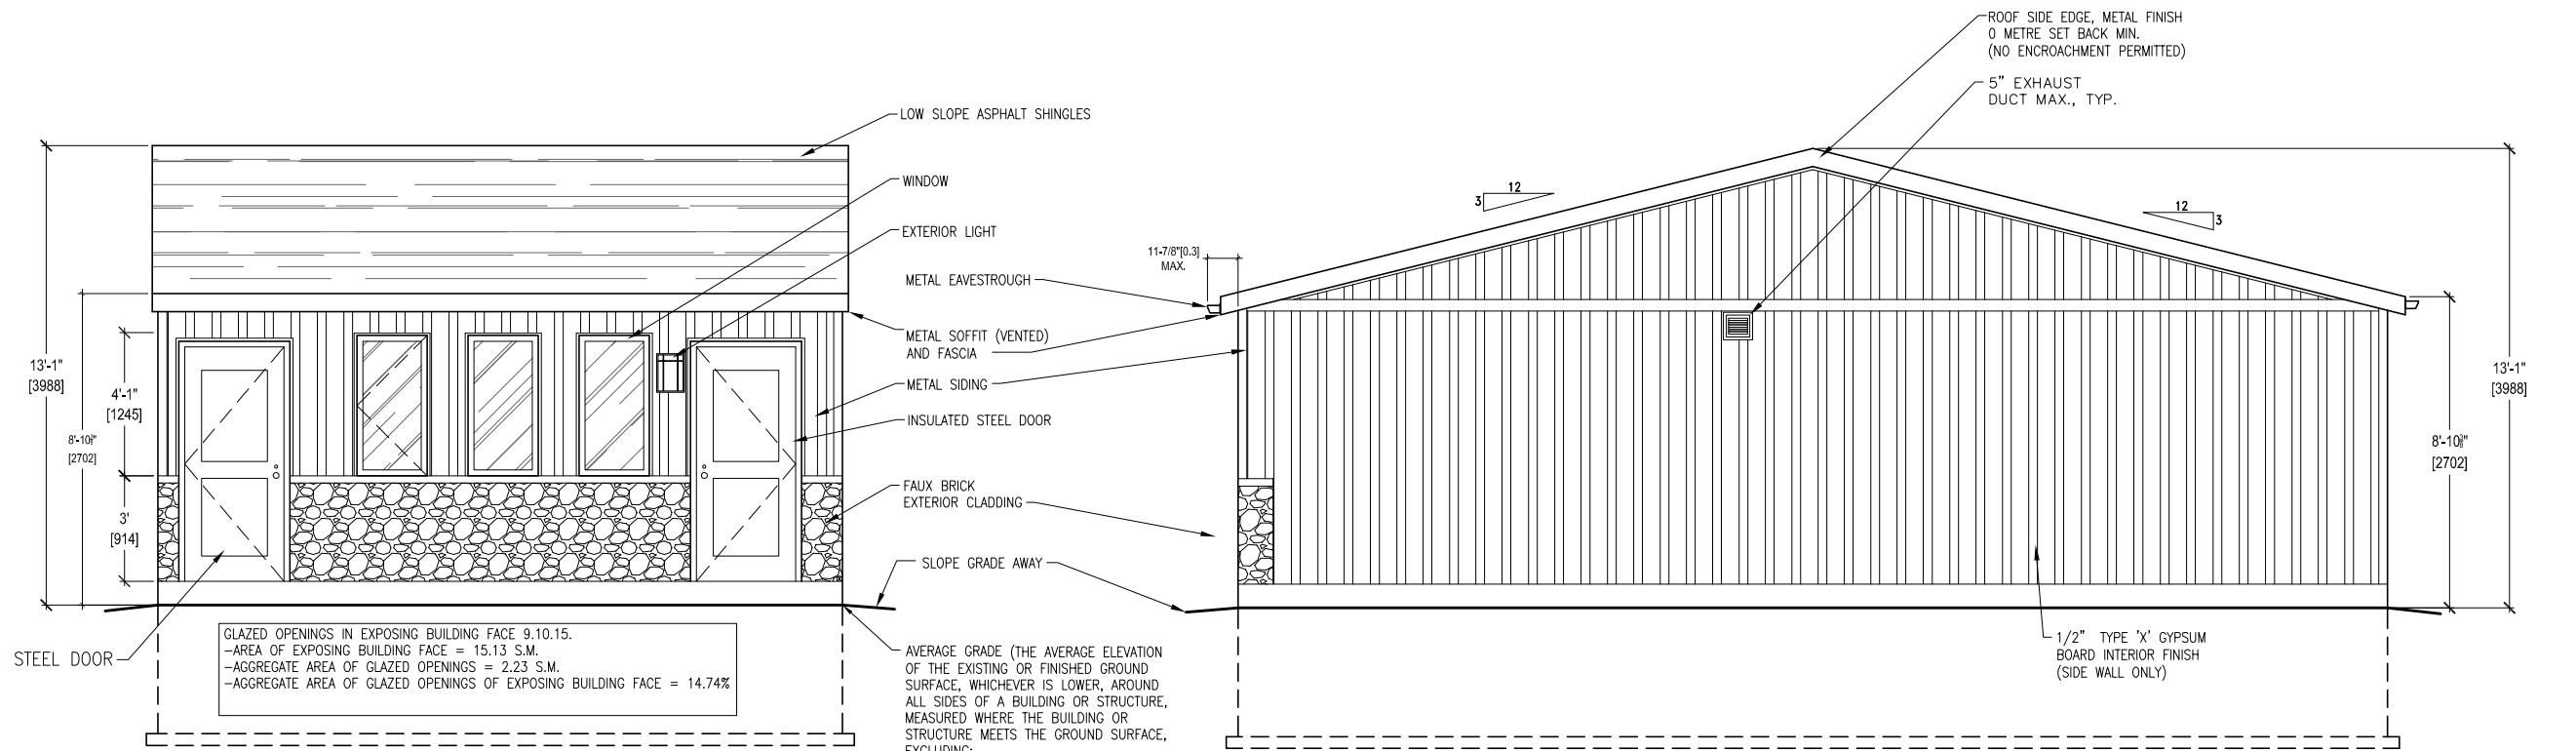 ROOF SIDE EDGE, METAL FINISH
0 METRE SET BACK MIN.
(NO ENCROACHMENT PERMITTED)
5" EXHAUST
DUCT MAX., TYP.
LOW SLOPE ASPHALT SHINGLES
WINDOW
EXTERIOR LIGHT
METAL EAVESTROUGH
METAL SOFFIT (VENTED)
AND FASCIA
METAL SIDING
INSULATED STEEL DOOR
FAUX BRICK
EXTERIOR CLADDING
SLOPE GRADE AWAY
13'-1"
[3988]
8'-10⅜"
[2702]
4'-1"
[1245]
3'
[914]
STEEL DOOR
GLAZED OPENINGS IN EXPOSING BUILDING FACE 9.10.15.
-AREA OF EXPOSING BUILDING FACE = 15.13 S.M.
-AGGREGATE AREA OF GLAZED OPENINGS = 2.23 S.M.
-AGGREGATE AREA OF GLAZED OPENINGS OF EXPOSING BUILDING FACE = 14.74%
AVERAGE GRADE (THE AVERAGE ELEVATION
OF THE EXISTING OR FINISHED GROUND
SURFACE, WHICHEVER IS LOWER, AROUND
ALL SIDES OF A BUILDING OR STRUCTURE,
MEASURED WHERE THE BUILDING OR
STRUCTURE MEETS THE GROUND SURFACE,
EXCLUDING:
11-7/8"[0.3]
MAX.
12
3
12
3
13'-1"
[3988]
8'-10⅜"
[2702]
1/2" TYPE 'X' GYPSUM
BOARD INTERIOR FINISH
(SIDE WALL ONLY)